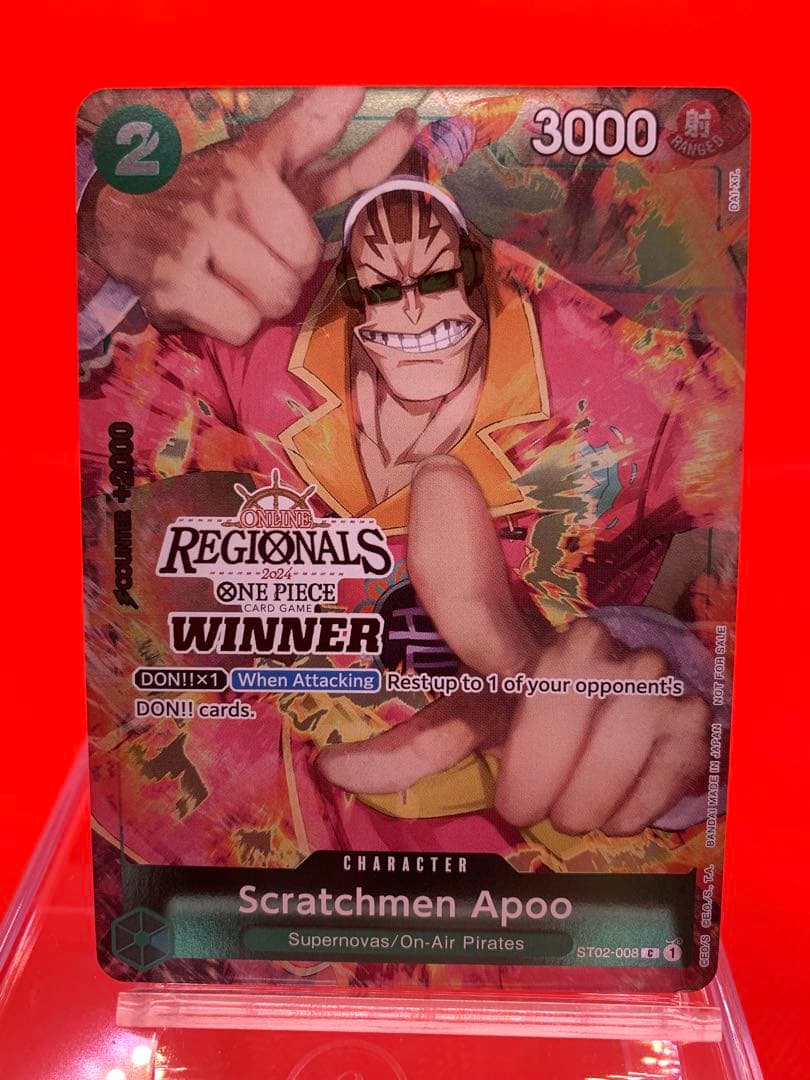 2
3000
RANGED
DAI-XT.
COUNTER +2000
ONLINE
REGIONALS
2024
ONE PIECE
CARD GAME
WINNER
DON!!×1 When Attacking Rest up to 1 of your opponent's
DON!! cards.
©E.O./S ©E.O./S., T.A. BANDAI MADE IN JAPAN NOT FOR SALE
CHARACTER
Scratchmen Apoo
Supernovas/On-Air Pirates
ST02-008 C 1